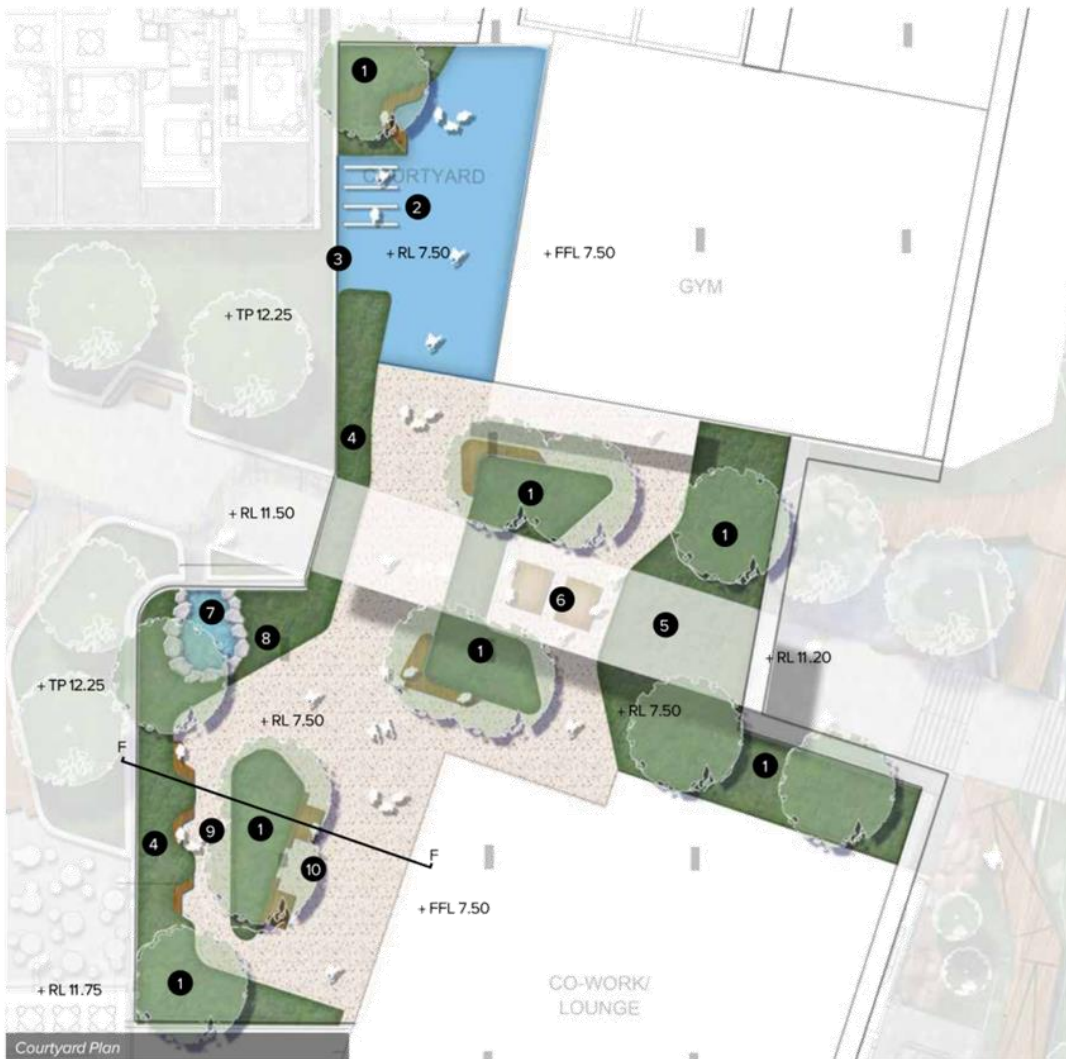 1
COURTYARD
2
+ RL 7.50
+ FFL 7.50
3
GYM
+ TP 12.25
4
1
1
+ RL 11.50
6
7
5
8
1
+ RL 11.20
+ TP 12.25
+ RL 7.50
+ RL 7.50
F
1
9
1
4
F
10
+ FFL 7.50
1
CO-WORK/
LOUNGE
+ RL 11.75
Courtyard Plan